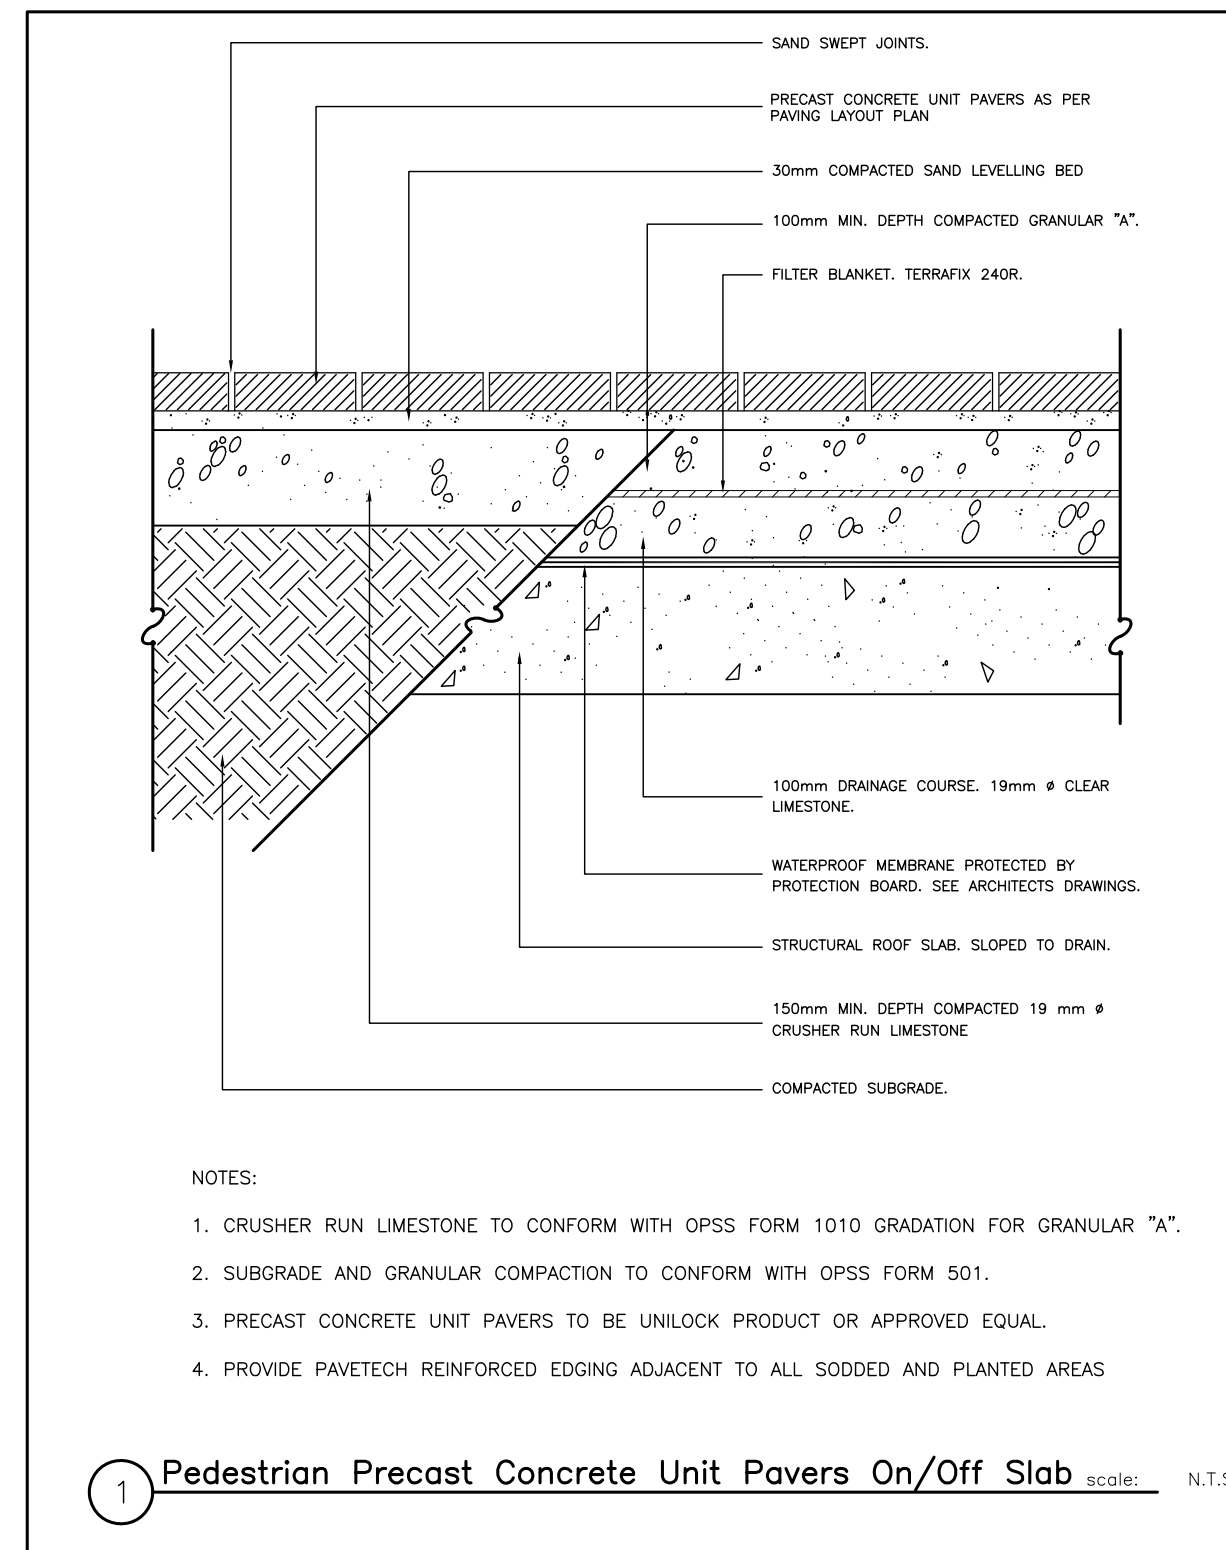 SAND SWEPT JOINTS.
PRECAST CONCRETE UNIT PAVERS AS PER
PAVING LAYOUT PLAN
30mm COMPACTED SAND LEVELLING BED
100mm MIN. DEPTH COMPACTED GRANULAR "A".
FILTER BLANKET. TERRAFIX 240R.
100mm DRAINAGE COURSE. 19mm ø CLEAR
LIMESTONE.
WATERPROOF MEMBRANE PROTECTED BY
PROTECTION BOARD. SEE ARCHITECTS DRAWINGS.
STRUCTURAL ROOF SLAB. SLOPED TO DRAIN.
150mm MIN. DEPTH COMPACTED 19 mm ø
CRUSHER RUN LIMESTONE
COMPACTED SUBGRADE.
NOTES:
1. CRUSHER RUN LIMESTONE TO CONFORM WITH OPSS FORM 1010 GRADATION FOR GRANULAR "A".
2. SUBGRADE AND GRANULAR COMPACTION TO CONFORM WITH OPSS FORM 501.
3. PRECAST CONCRETE UNIT PAVERS TO BE UNILOCK PRODUCT OR APPROVED EQUAL.
4. PROVIDE PAVETECH REINFORCED EDGING ADJACENT TO ALL SODDED AND PLANTED AREAS
1 Pedestrian Precast Concrete Unit Pavers On/Off Slab scale: N.T.S